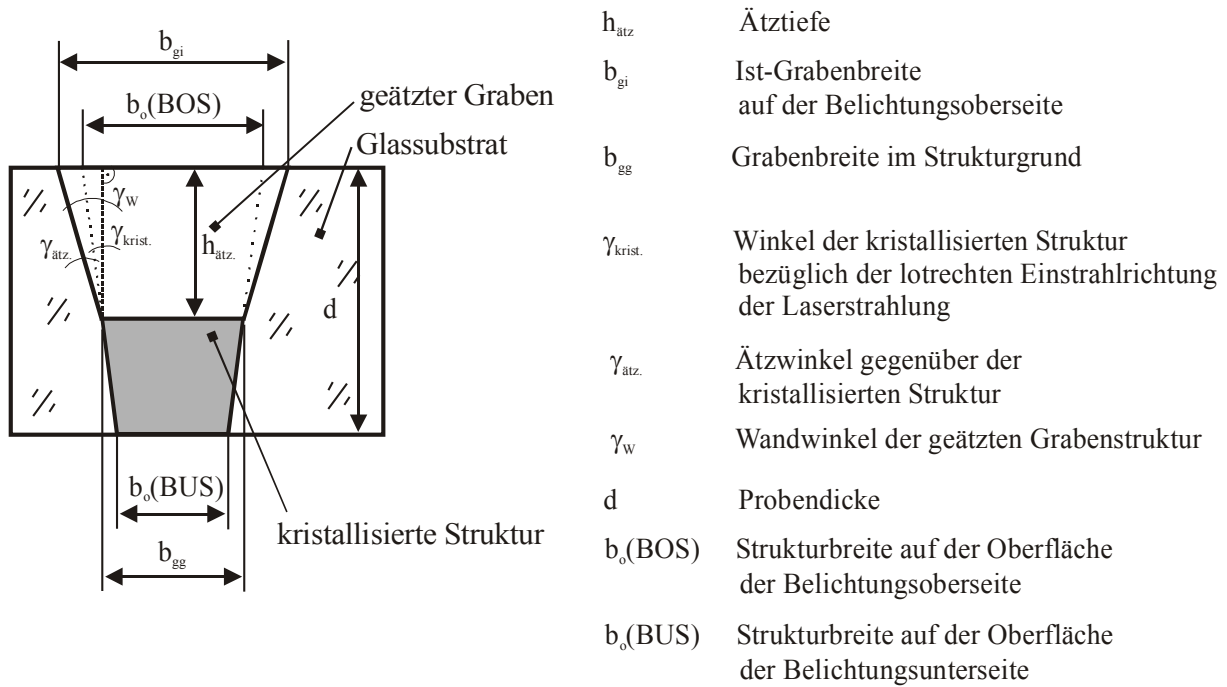 b_gi
b_o(BOS)
geätzter Graben
Glassubstrat
γ_W
γ_krist.
γ_ätz.
h_ätz.
d
b_o(BUS)
kristallisierte Struktur
b_gg
h_ätz Ätztiefe
b_gi Ist-Grabenbreite
auf der Belichtungsoberseite
b_gg Grabenbreite im Strukturgrund
γ_krist. Winkel der kristallisierten Struktur
bezüglich der lotrechten Einstrahlrichtung
der Laserstrahlung
γ_ätz. Ätzwinkel gegenüber der
kristallisierten Struktur
γ_W Wandwinkel der geätzten Grabenstruktur
d Probendicke
b_o(BOS) Strukturbreite auf der Oberfläche
der Belichtungsoberseite
b_o(BUS) Strukturbreite auf der Oberfläche
der Belichtungsunterseite